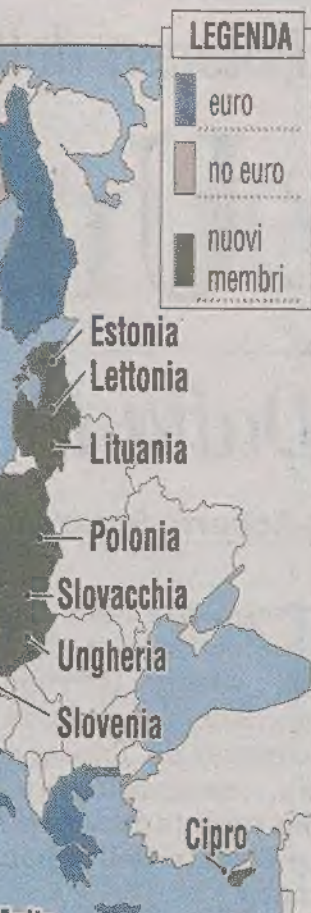 LEGENDA
euro
no euro
nuovi
membri
Estonia
Lettonia
Lituania
Polonia
Slovacchia
Ungheria
Slovenia
Cipro